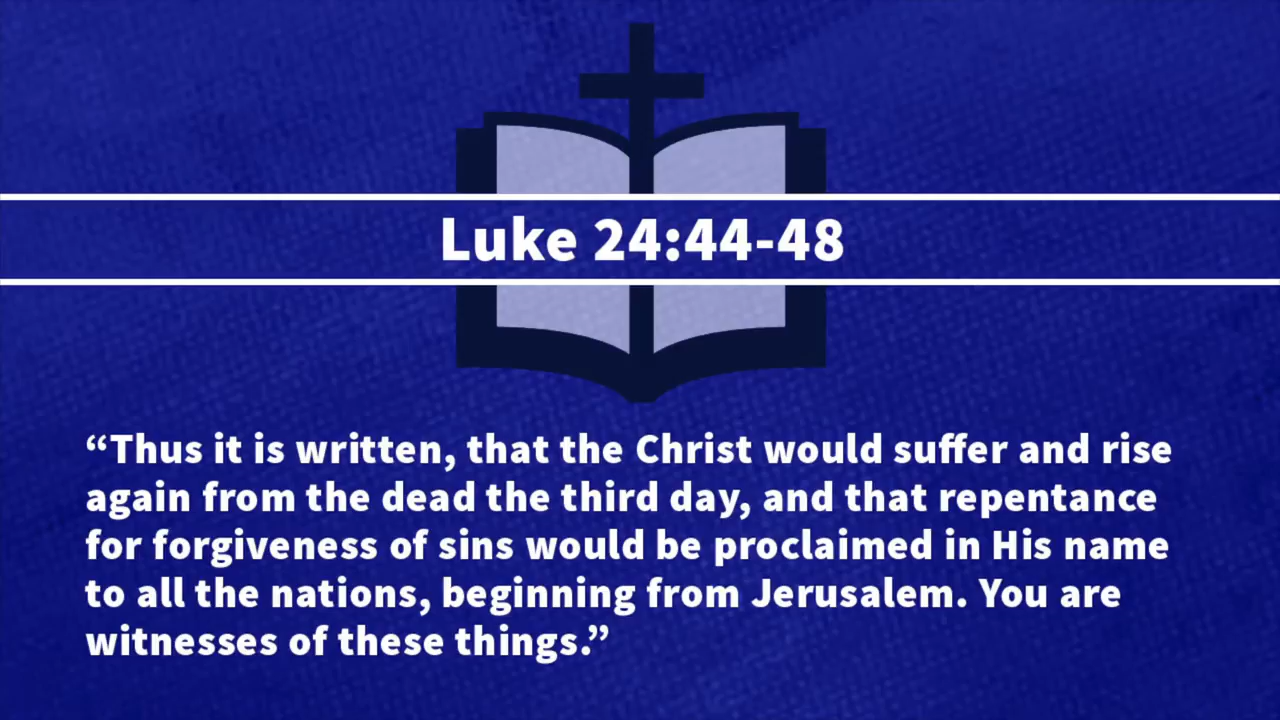 Luke 24:44-48
“Thus it is written, that the Christ would suffer and rise
again from the dead the third day, and that repentance
for forgiveness of sins would be proclaimed in His name
to all the nations, beginning from Jerusalem. You are
witnesses of these things.”